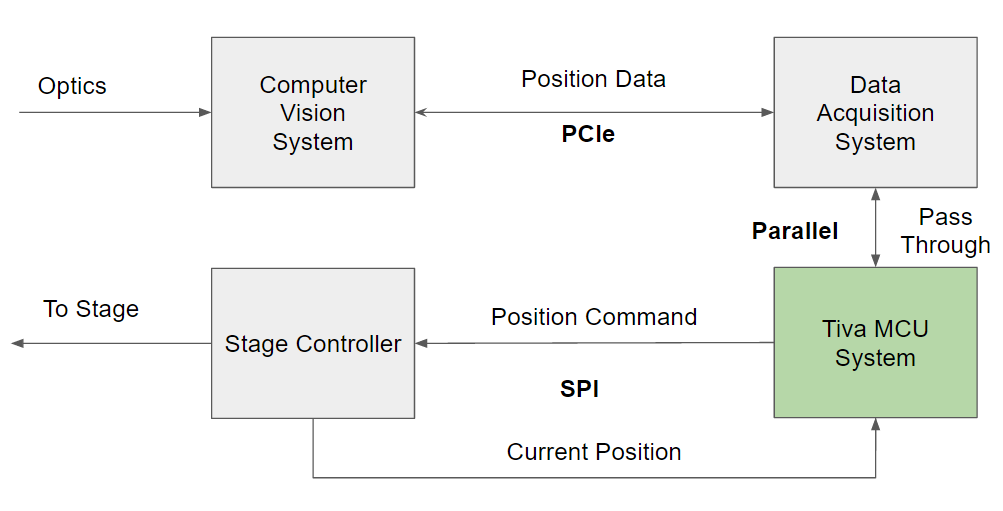 Optics
Computer
Vision
System
Position Data
PCIe
Data
Acquisition
System
Parallel
Pass
Through
To Stage
Stage Controller
Position Command
SPI
Tiva MCU
System
Current Position